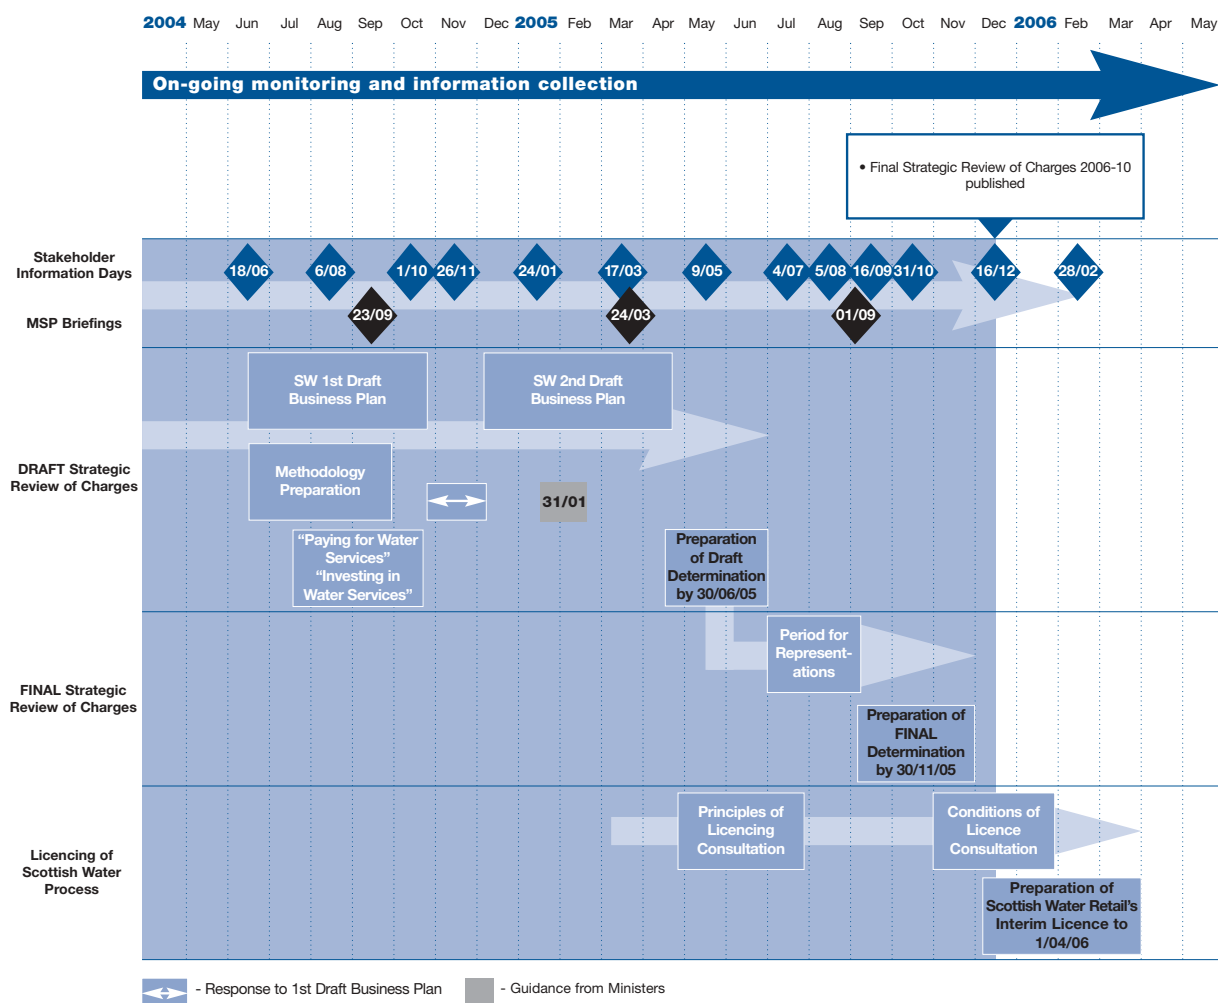 2004 May Jun Jul Aug Sep Oct Nov Dec 2005 Feb Mar Apr May Jun Jul Aug Sep Oct Nov Dec 2006 Feb Mar Apr May
On-going monitoring and information collection
• Final Strategic Review of Charges 2006-10
published
Stakeholder
Information Days
18/06 6/08 1/10 26/11 24/01 17/03 9/05 4/07 5/08 16/09 31/10 16/12 28/02
MSP Briefings
23/09 24/03 01/09
DRAFT Strategic
Review of Charges
SW 1st Draft
Business Plan
SW 2nd Draft
Business Plan
Methodology
Preparation
31/01
“Paying for Water
Services”
“Investing in
Water Services”
Preparation
of Draft
Determination
by 30/06/05
FINAL Strategic
Review of Charges
Period for
Represent-
ations
Preparation of
FINAL
Determination
by 30/11/05
Licencing of
Scottish Water
Process
Principles of
Licencing
Consultation
Conditions of
Licence
Consultation
Preparation of
Scottish Water Retail’s
Interim Licence to
1/04/06
- Response to 1st Draft Business Plan
- Guidance from Ministers